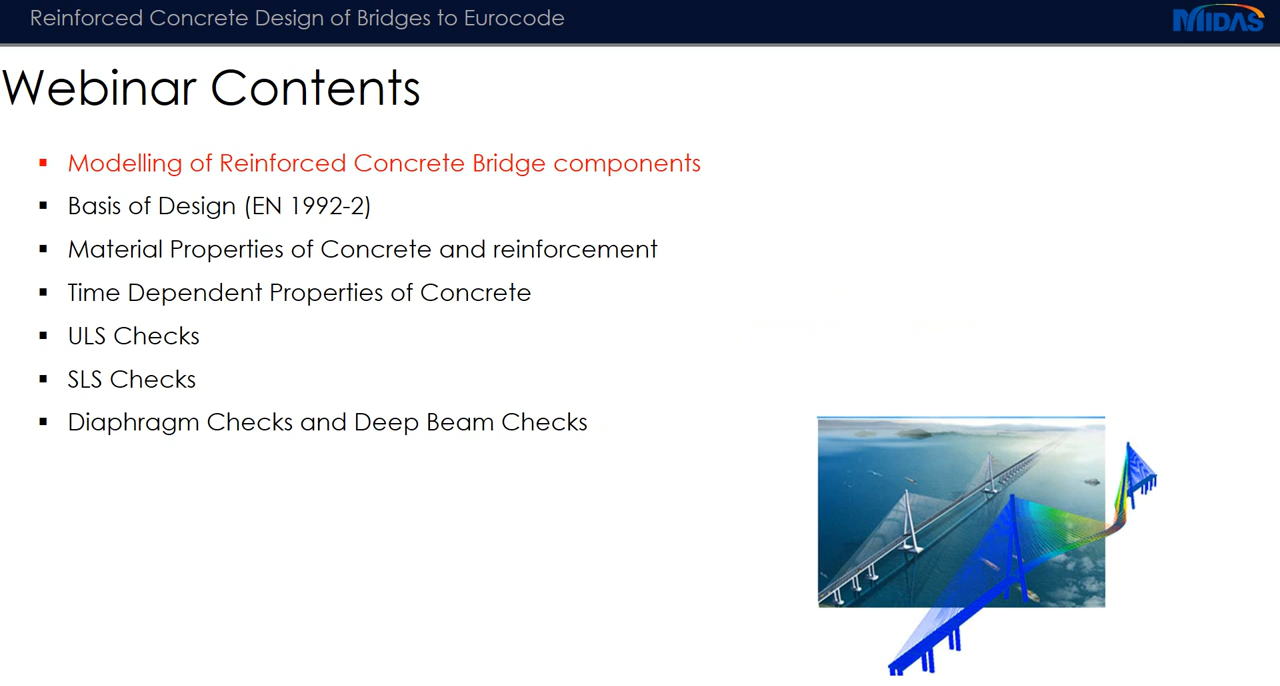 Reinforced Concrete Design of Bridges to Eurocode
MIDAS
Webinar Contents
Modelling of Reinforced Concrete Bridge components
Basis of Design (EN 1992-2)
Material Properties of Concrete and reinforcement
Time Dependent Properties of Concrete
ULS Checks
SLS Checks
Diaphragm Checks and Deep Beam Checks